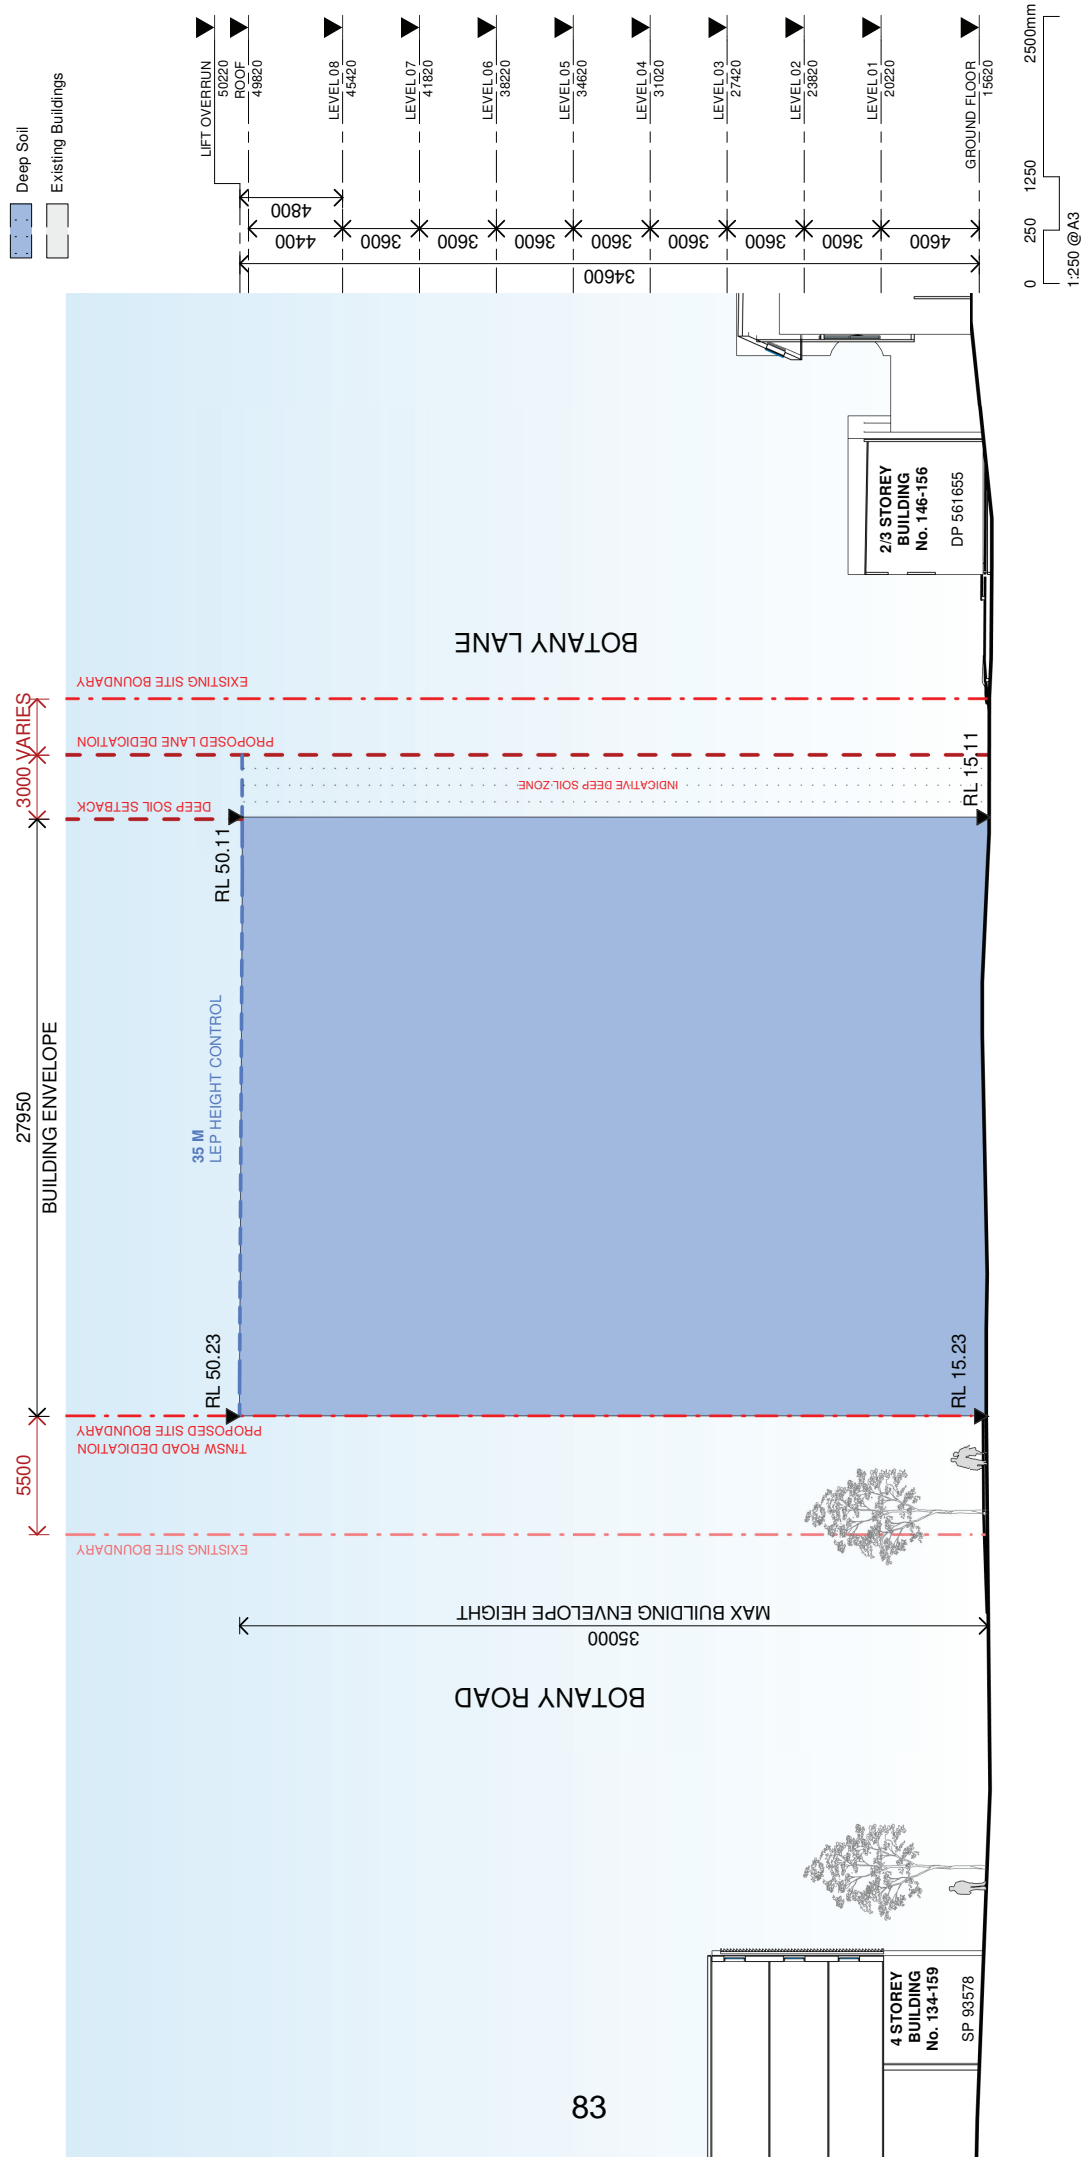 Deep Soil
Existing Buildings
LIFT OVERRUN
50220
ROOF
49820
LEVEL 08
45420
LEVEL 07
41820
LEVEL 06
38220
LEVEL 05
34620
LEVEL 04
31020
LEVEL 03
27420
LEVEL 02
23820
LEVEL 01
20220
GROUND FLOOR
15620
4800
4400
3600
3600
3600
3600
3600
3600
3600
4600
34600
0 250 1250 2500mm
1:250 @A3
2/3 STOREY
BUILDING
No. 146-156
DP 561655
BOTANY LANE
EXISTING SITE BOUNDARY
3000 VARIES
PROPOSED LANE DEDICATION
INDICATIVE DEEP SOIL ZONE
DEEP SOIL SETBACK
RL 50.11
RL 15.11
27950
BUILDING ENVELOPE
35 M
LEP HEIGHT CONTROL
RL 50.23
RL 15.23
PROPOSED SITE BOUNDARY
TfNSW ROAD DEDICATION
5500
EXISTING SITE BOUNDARY
MAX BUILDING ENVELOPE HEIGHT
35000
BOTANY ROAD
4 STOREY
BUILDING
No. 134-159
SP 93578
83